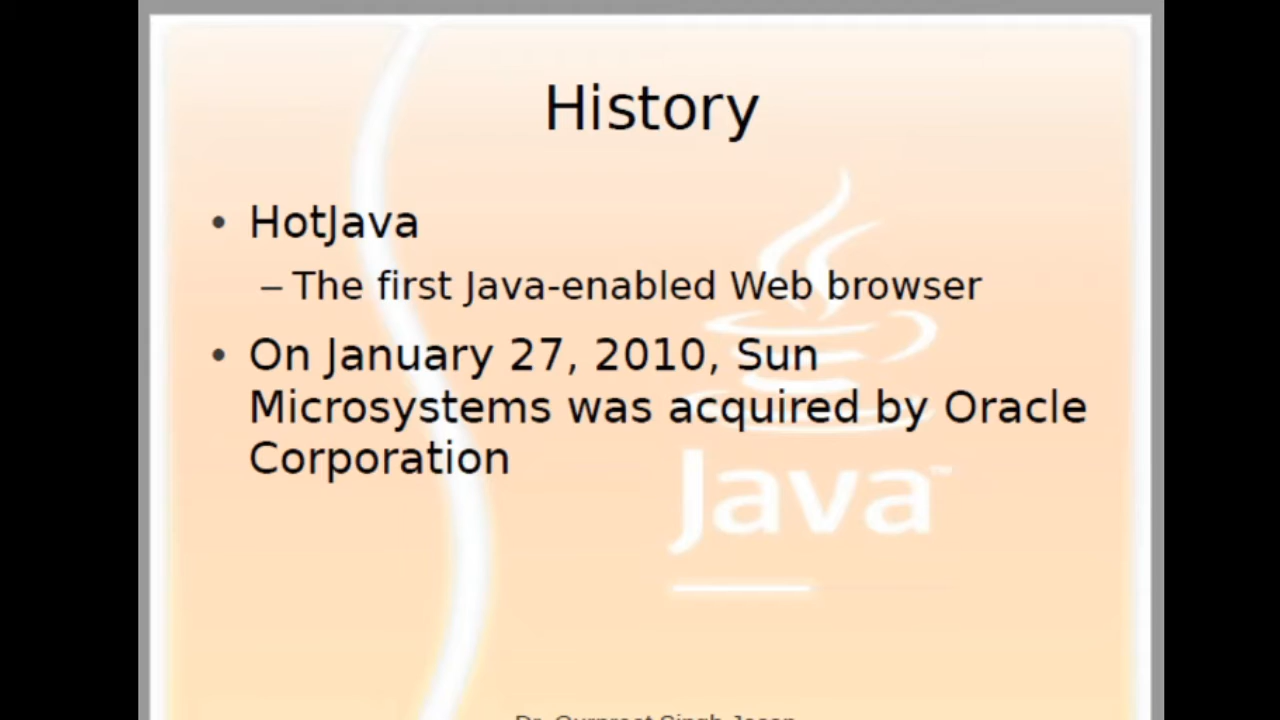 History
• HotJava
– The first Java-enabled Web browser
• On January 27, 2010, Sun
Microsystems was acquired by Oracle
Corporation
Java™